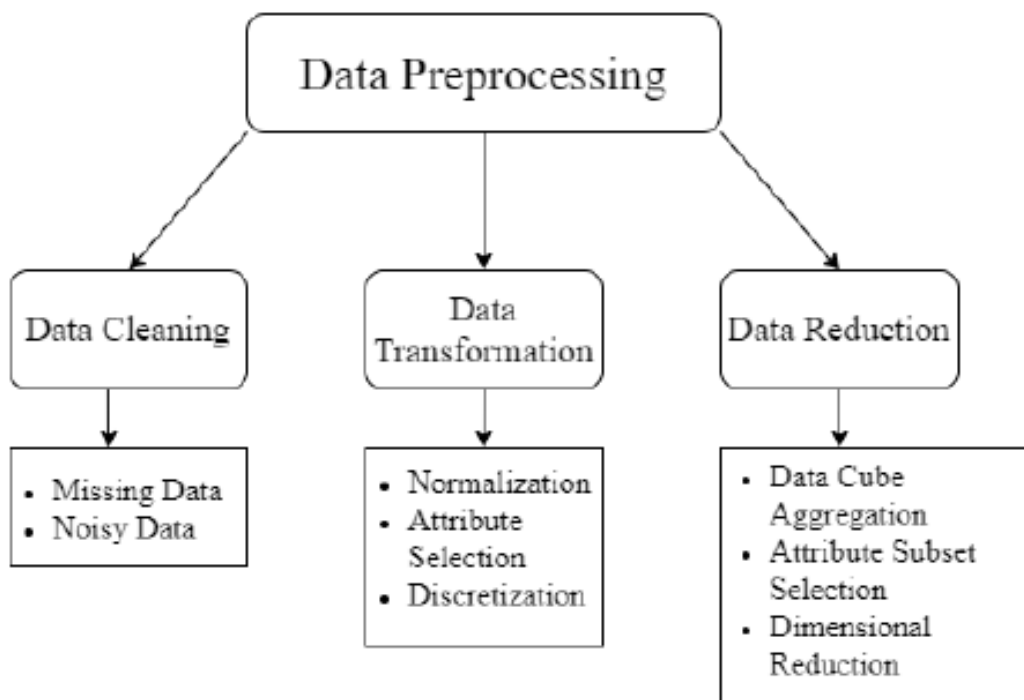 Data Preprocessing
Data Cleaning
Data
Transformation
Data Reduction
• Missing Data
• Noisy Data
• Normalization
• Attribute
Selection
• Discretization
• Data Cube
Aggregation
• Attribute Subset
Selection
• Dimensional
Reduction